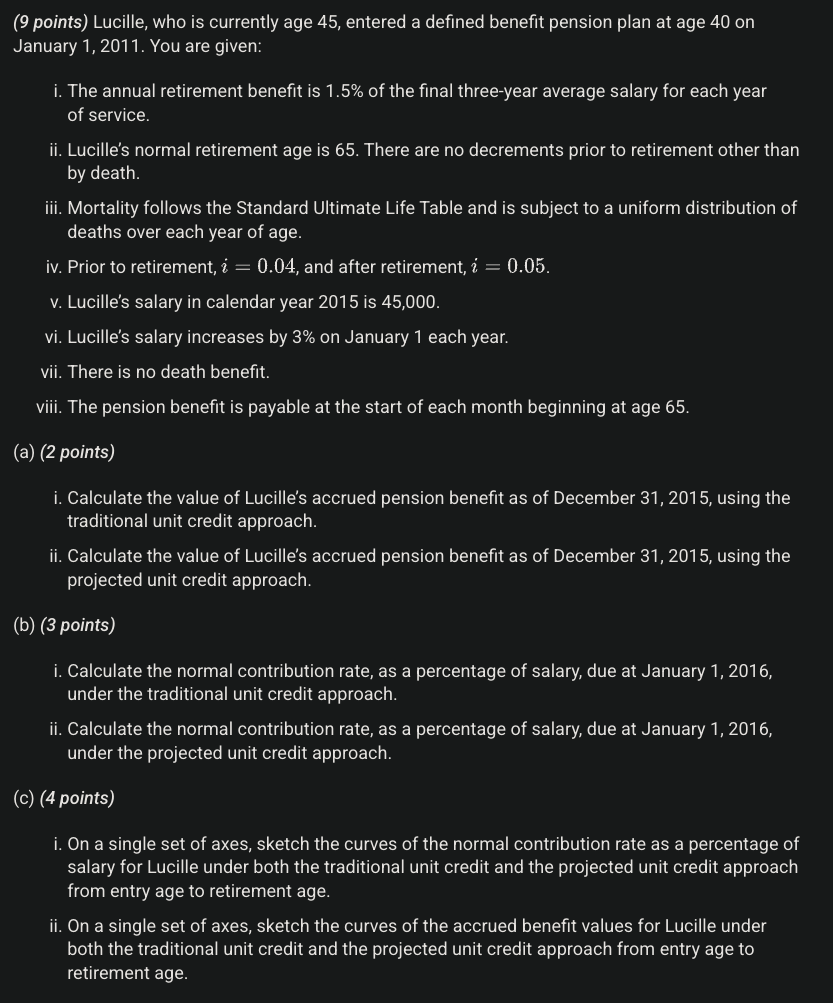 (9 points) Lucille, who is currently age 45, entered a defined benefit pension plan at age 40 on
January 1, 2011. You are given:
i. The annual retirement benefit is 1.5% of the final three-year average salary for each year
of service.
ii. Lucille’s normal retirement age is 65. There are no decrements prior to retirement other than
by death.
iii. Mortality follows the Standard Ultimate Life Table and is subject to a uniform distribution of
deaths over each year of age.
iv. Prior to retirement, i = 0.04, and after retirement, i = 0.05.
v. Lucille’s salary in calendar year 2015 is 45,000.
vi. Lucille’s salary increases by 3% on January 1 each year.
vii. There is no death benefit.
viii. The pension benefit is payable at the start of each month beginning at age 65.
(a) (2 points)
i. Calculate the value of Lucille’s accrued pension benefit as of December 31, 2015, using the
traditional unit credit approach.
ii. Calculate the value of Lucille’s accrued pension benefit as of December 31, 2015, using the
projected unit credit approach.
(b) (3 points)
i. Calculate the normal contribution rate, as a percentage of salary, due at January 1, 2016,
under the traditional unit credit approach.
ii. Calculate the normal contribution rate, as a percentage of salary, due at January 1, 2016,
under the projected unit credit approach.
(c) (4 points)
i. On a single set of axes, sketch the curves of the normal contribution rate as a percentage of
salary for Lucille under both the traditional unit credit and the projected unit credit approach
from entry age to retirement age.
ii. On a single set of axes, sketch the curves of the accrued benefit values for Lucille under
both the traditional unit credit and the projected unit credit approach from entry age to
retirement age.